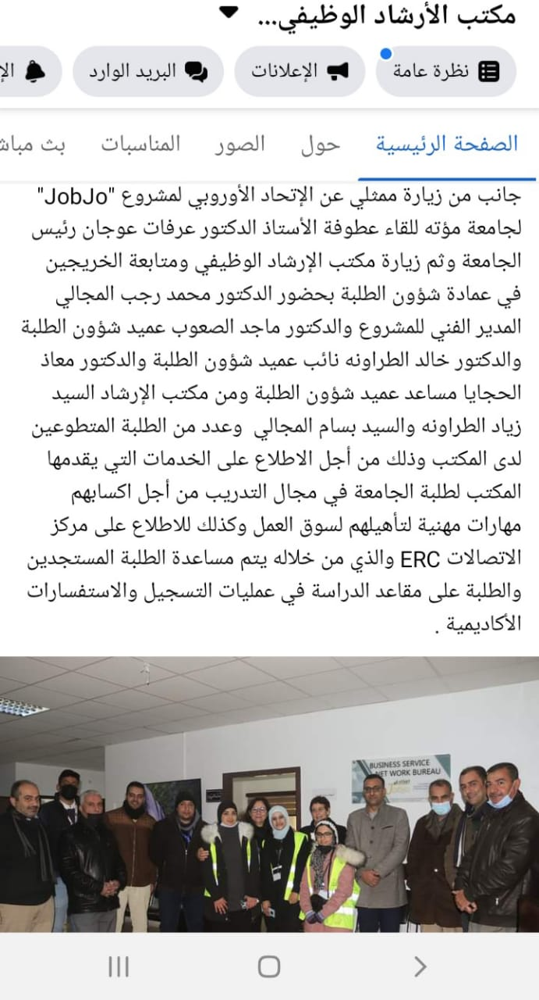 مكتب الأرشاد الوظيفي...
نظرة عامة
الإعلانات
البريد الوارد
الإ
الصفحة الرئيسية
حول
الصور
المناسبات
بث مباش
جانب من زيارة ممثلي عن الإتحاد الأوروبي لمشروع "JobJo"
لجامعة مؤته للقاء عطوفة الأستاذ الدكتور عرفات عوجان رئيس
الجامعة وثم زيارة مكتب الإرشاد الوظيفي ومتابعة الخريجين
في عمادة شؤون الطلبة بحضور الدكتور محمد رجب المجالي
المدير الفني للمشروع والدكتور ماجد الصعوب عميد شؤون الطلبة
والدكتور خالد الطراونه نائب عميد شؤون الطلبة والدكتور معاذ
الحجايا مساعد عميد شؤون الطلبة ومن مكتب الإرشاد السيد
زياد الطراونه والسيد بسام المجالي وعدد من الطلبة المتطوعين
لدى المكتب وذلك من أجل الاطلاع على الخدمات التي يقدمها
المكتب لطلبة الجامعة في مجال التدريب من أجل اكسابهم
مهارات مهنية لتأهيلهم لسوق العمل وكذلك للاطلاع على مركز
الاتصالات ERC والذي من خلاله يتم مساعدة الطلبة المستجدين
والطلبة على مقاعد الدراسة في عمليات التسجيل والاستفسارات
الأكاديمية .
BUSINESS SERVICE
NET WORK BUREAU